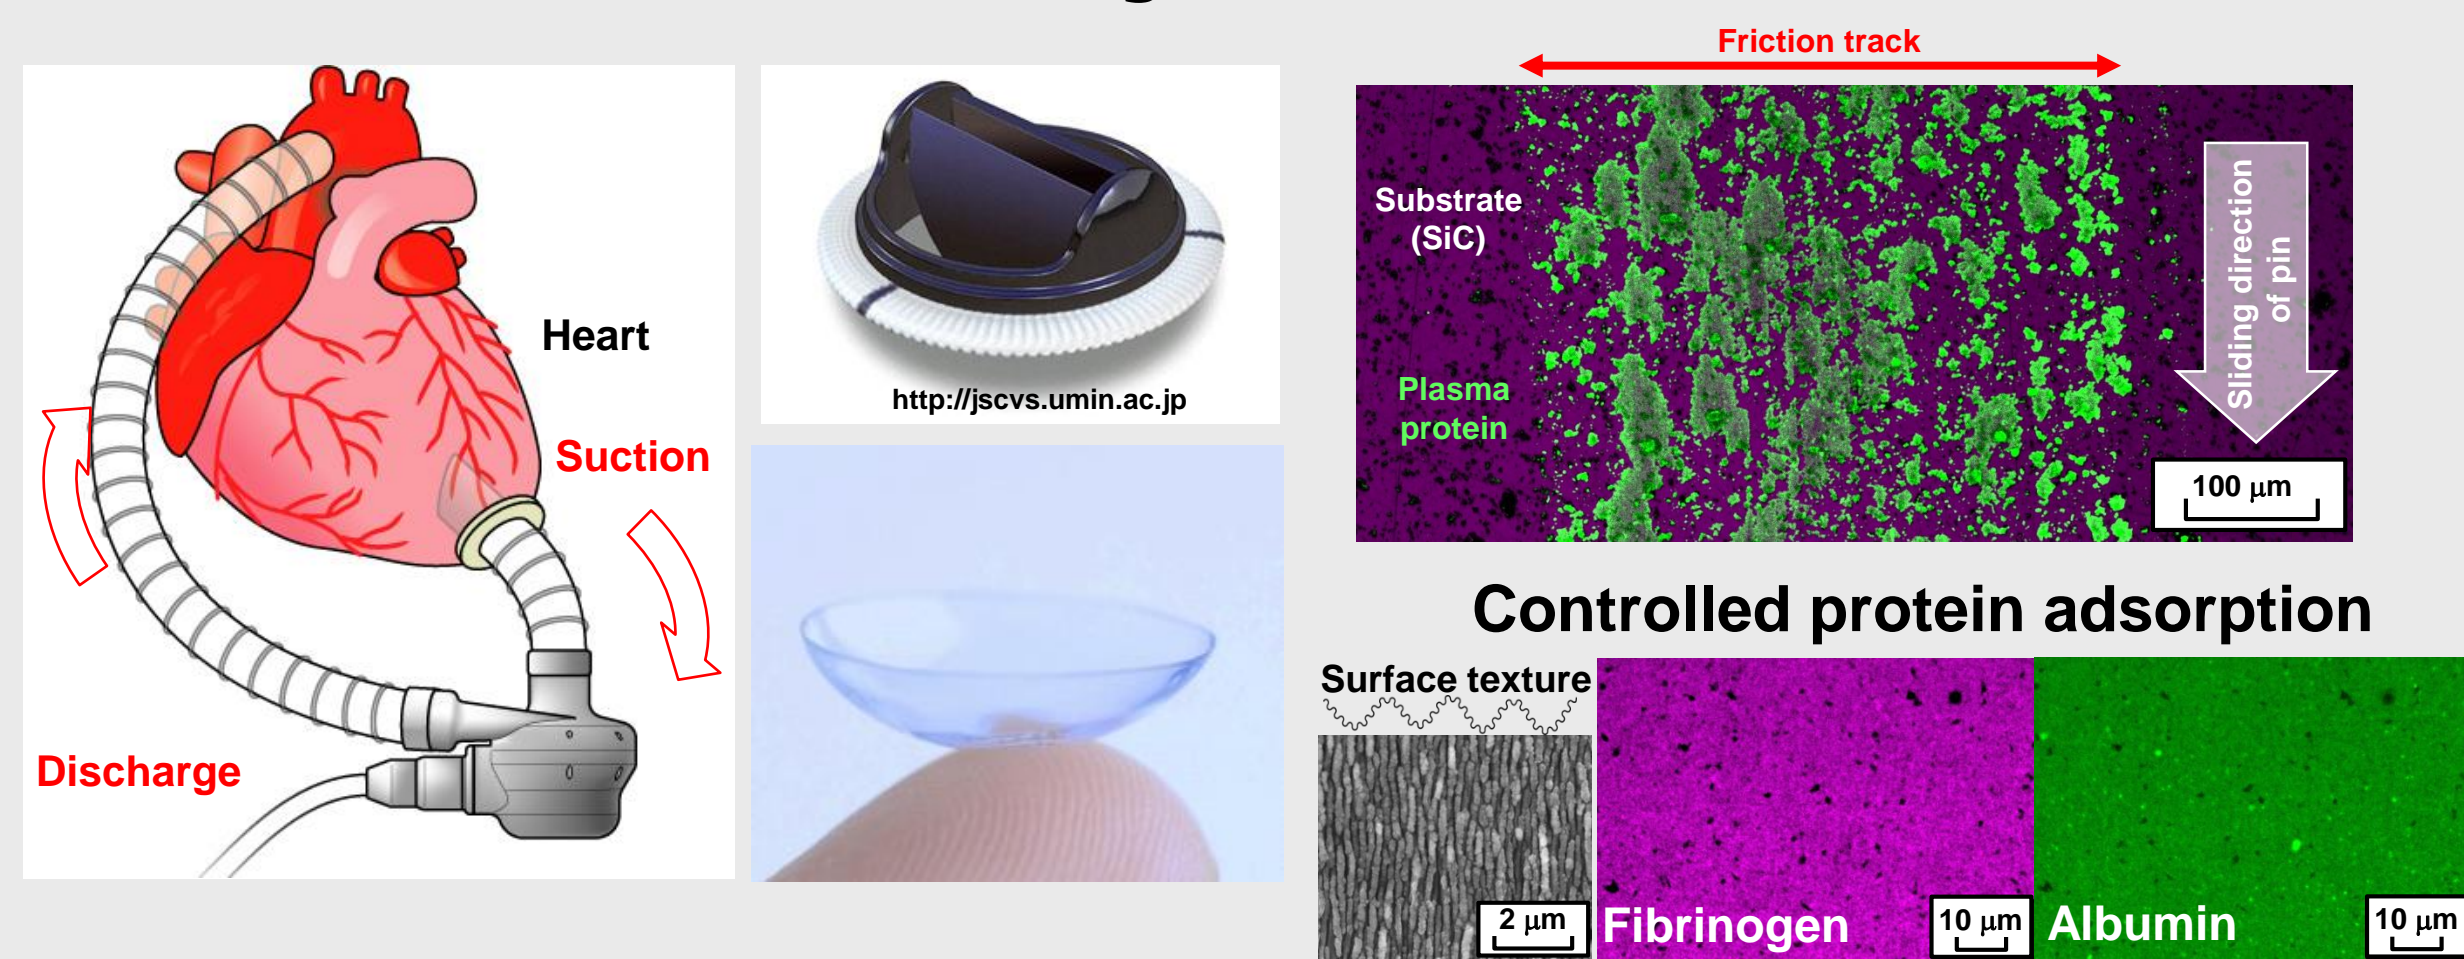 Heart
Suction
Discharge
http://jscvs.umin.ac.jp
Friction track
Substrate
(SiC)
Plasma
protein
Sliding direction
of pin
100 μm
Controlled protein adsorption
Surface texture
2 μm
Fibrinogen
10 μm
Albumin
10 μm